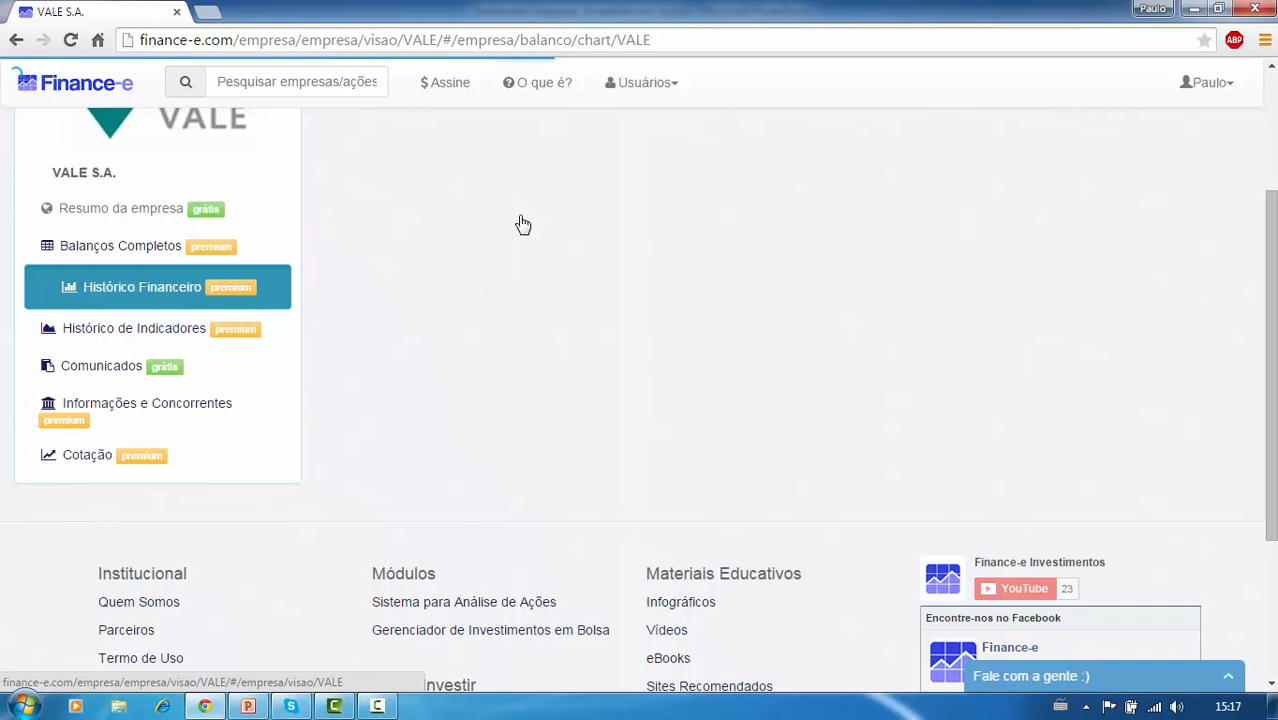 VALE S.A.
Paulo
finance-e.com/empresa/empresa/visao/VALE/#/empresa/balanco/chart/VALE
ABP
Finance-e
Pesquisar empresas/ações
$ Assine
O que é?
Usuários
Paulo
VALE
VALE S.A.
Resumo da empresa grátis
Balanços Completos premium
Histórico Financeiro premium
Histórico de Indicadores premium
Comunicados grátis
Informações e Concorrentes
premium
Cotação premium
Institucional
Quem Somos
Parceiros
Termo de Uso
Módulos
Sistema para Análise de Ações
Gerenciador de Investimentos em Bolsa
nvestir
Materiais Educativos
Infográficos
Vídeos
eBooks
Sites Recomendados
Finance-e Investimentos
YouTube 23
Encontre-nos no Facebook
Finance-e
Fale com a gente :)
finance-e.com/empresa/empresa/visao/VALE/#/empresa/visao/VALE
15:17